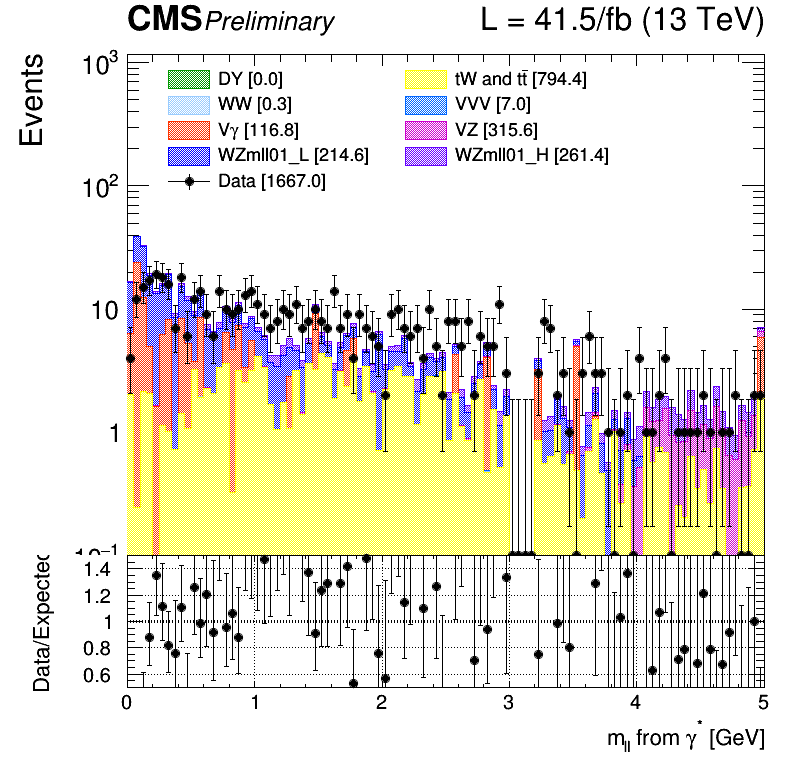 CMS Preliminary L = 41.5/fb (13 TeV)
Events
10³
DY [0.0] tW and tt̄ [794.4]
WW [0.3] VVV [7.0]
Vγ [116.8] VZ [315.6]
WZmll01_L [214.6] WZmll01_H [261.4]
Data [1667.0]
10²
10
1
10⁻¹
Data/Expected
1.4
1.2
1
0.8
0.6
0 1 2 3 4 5
m_ll from γ* [GeV]